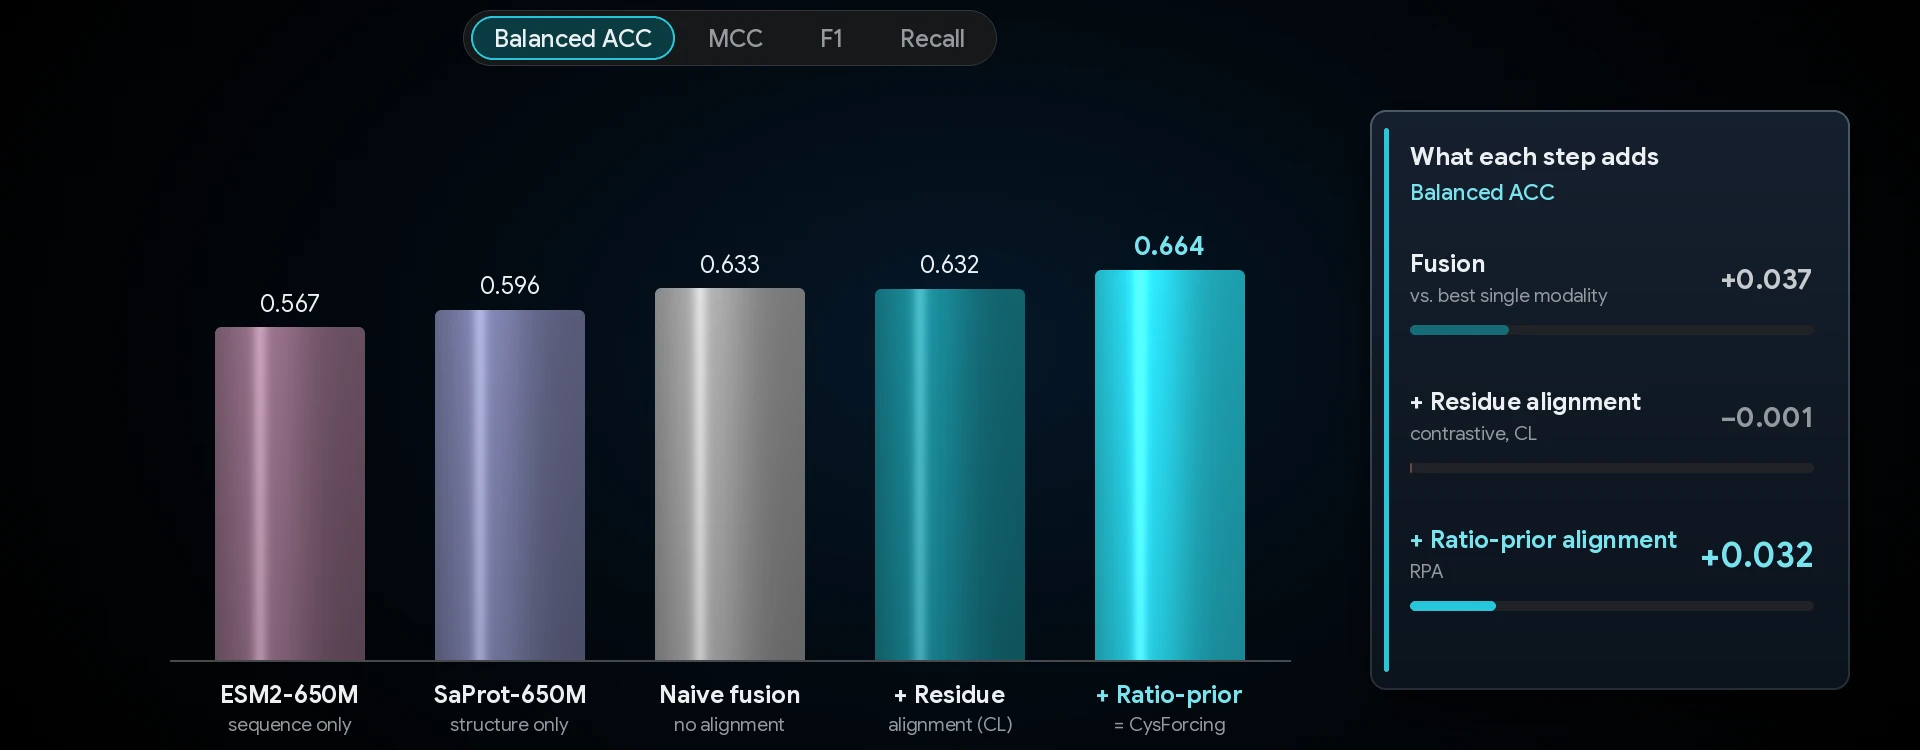 Balanced ACC MCC F1 Recall
0.567
0.596
0.633
0.632
0.664
ESM2-650M
sequence only
SaProt-650M
structure only
Naive fusion
no alignment
+ Residue
alignment (CL)
+ Ratio-prior
= CysForcing
What each step adds
Balanced ACC
Fusion
vs. best single modality
+0.037
+ Residue alignment
contrastive, CL
−0.001
+ Ratio-prior alignment
RPA
+0.032